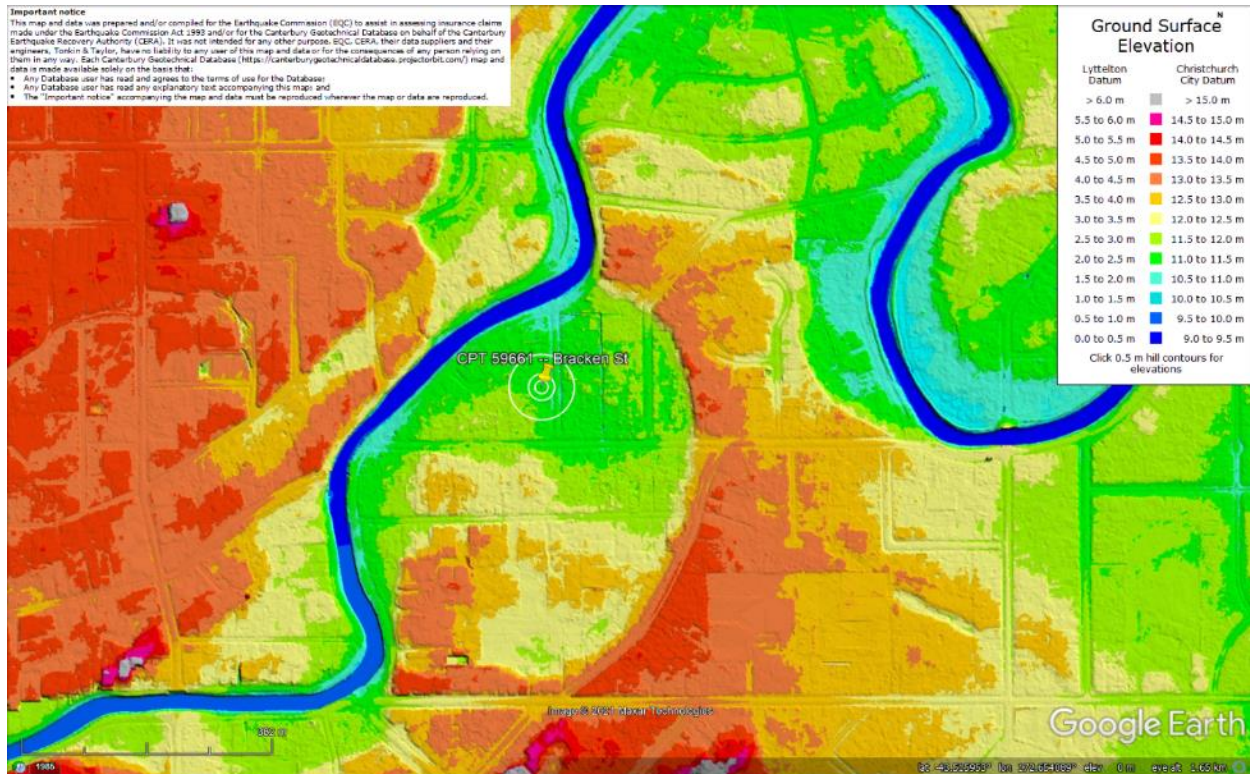 Important notice
This map and data was prepared and/or compiled for the Earthquake Commission (EQC) to assist in assessing insurance claims
made under the Earthquake Commission Act 1993 and/or for the Canterbury Geotechnical Database on behalf of the Canterbury
Earthquake Recovery Authority (CERA). It was not intended for any other purpose. EQC, CERA, their data suppliers and their
engineers, Tonkin & Taylor, have no liability to any user of this map and data or for the consequences of any person relying on
them in any way. Each Canterbury Geotechnical Database (https://canterburygeotechnicaldatabase.projectorbit.com/) map and
data is made available solely on the basis that:
• Any Database user has read and agrees to the terms of use for the Database;
• Any Database user has read any explanatory text accompanying this map; and
• The "Important notice" accompanying the map and data must be reproduced wherever the map or data are reproduced.
N
Ground Surface
Elevation
Lyttelton Datum Christchurch City Datum
> 6.0 m > 15.0 m
5.5 to 6.0 m 14.5 to 15.0 m
5.0 to 5.5 m 14.0 to 14.5 m
4.5 to 5.0 m 13.5 to 14.0 m
4.0 to 4.5 m 13.0 to 13.5 m
3.5 to 4.0 m 12.5 to 13.0 m
3.0 to 3.5 m 12.0 to 12.5 m
2.5 to 3.0 m 11.5 to 12.0 m
2.0 to 2.5 m 11.0 to 11.5 m
1.5 to 2.0 m 10.5 to 11.0 m
1.0 to 1.5 m 10.0 to 10.5 m
0.5 to 1.0 m 9.5 to 10.0 m
0.0 to 0.5 m 9.0 to 9.5 m
Click 0.5 m hill contours for
elevations
CPT 59661 -- Bracken St
Image © 2021 Maxar Technologies
Google Earth
362 m
1985
elev 0 m eye alt 2.65 km